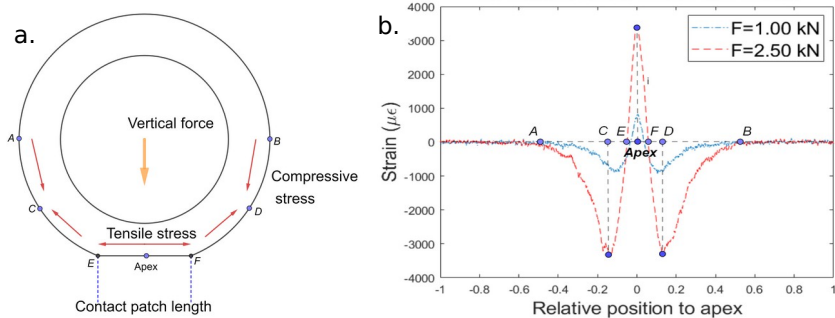 a.
Vertical force
A
B
Compressive
stress
C
D
Tensile stress
E
Apex
F
Contact patch length
b.
F=1.00 kN
F=2.50 kN
4000
3000
2000
1000
0
-1000
-2000
-3000
-4000
Strain (με)
A
C
E
F
D
B
Apex
-1
-0.8
-0.6
-0.4
-0.2
0
0.2
0.4
0.6
0.8
1
Relative position to apex